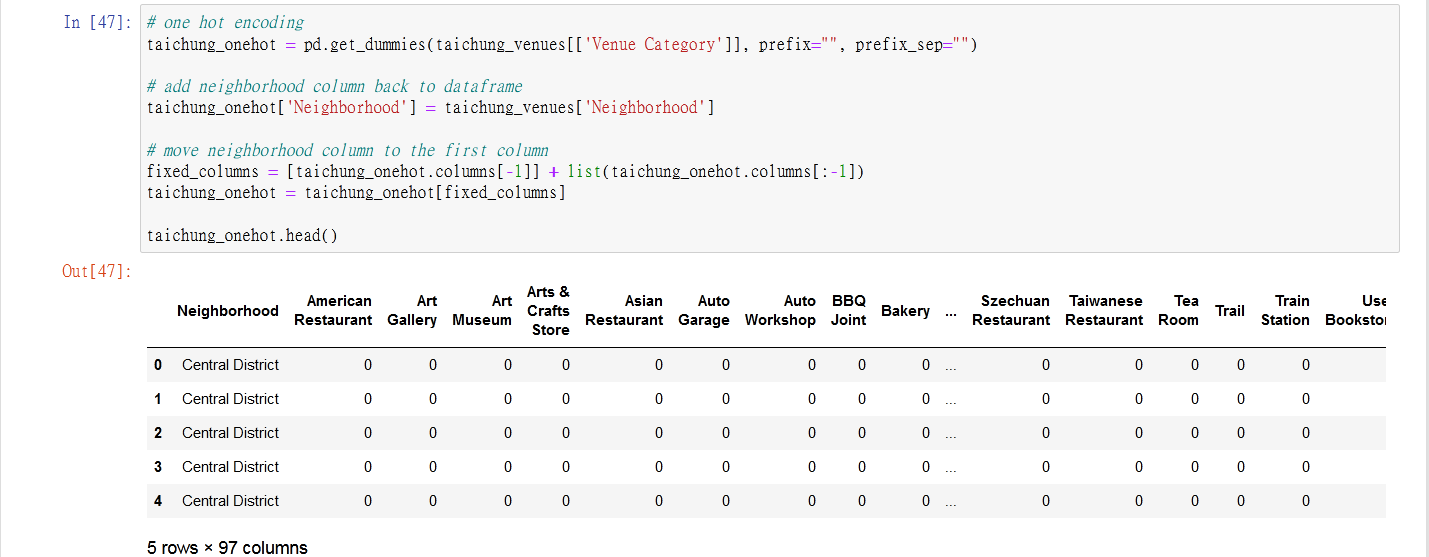 In [47]: # one hot encoding
taichung_onehot = pd.get_dummies(taichung_venues[['Venue Category']], prefix="", prefix_sep="")
# add neighborhood column back to dataframe
taichung_onehot['Neighborhood'] = taichung_venues['Neighborhood']
# move neighborhood column to the first column
fixed_columns = [taichung_onehot.columns[-1]] + list(taichung_onehot.columns[:-1])
taichung_onehot = taichung_onehot[fixed_columns]
taichung_onehot.head()
Out[47]:
Neighborhood American Restaurant Art Gallery Art Museum Arts & Crafts Store Asian Restaurant Auto Garage Auto Workshop BBQ Joint Bakery ... Szechuan Restaurant Taiwanese Restaurant Tea Room Trail Train Station Use Bookstor
0 Central District 0 0 0 0 0 0 0 0 0 ... 0 0 0 0 0
1 Central District 0 0 0 0 0 0 0 0 0 ... 0 0 0 0 0
2 Central District 0 0 0 0 0 0 0 0 0 ... 0 0 0 0 0
3 Central District 0 0 0 0 0 0 0 0 0 ... 0 0 0 0 0
4 Central District 0 0 0 0 0 0 0 0 0 ... 0 0 0 0 0
5 rows × 97 columns